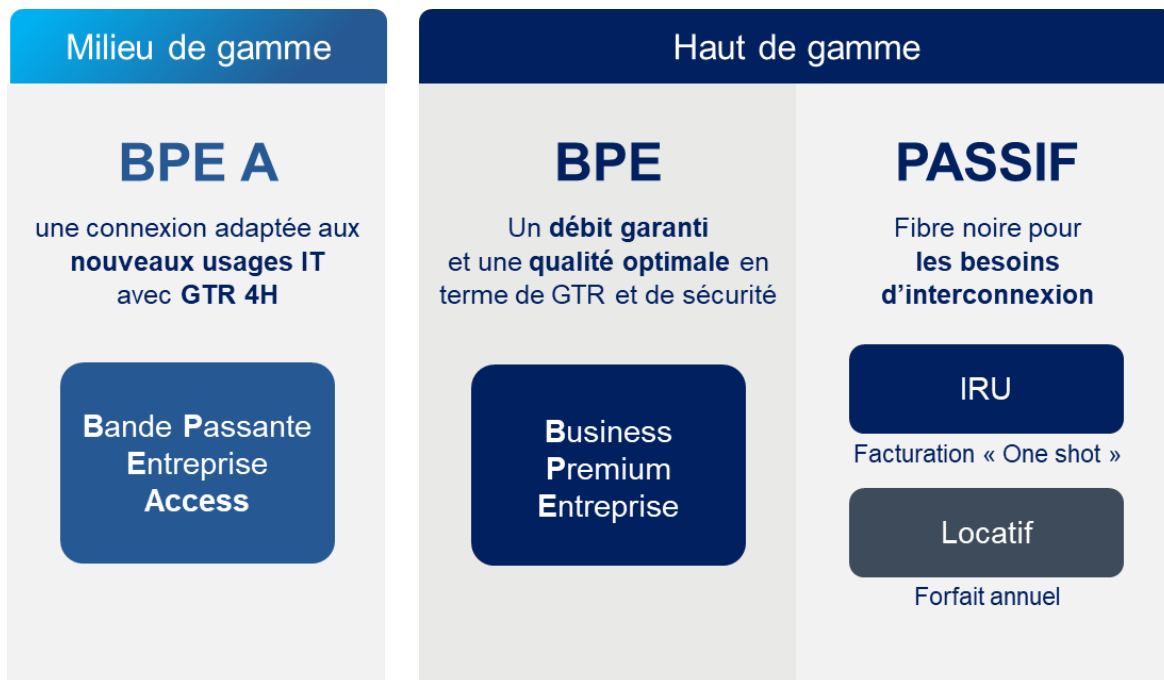 Milieu de gamme
BPE A
une connexion adaptée aux
nouveaux usages IT
avec GTR 4H
Bande Passante
Entreprise
Access
Haut de gamme
BPE
Un débit garanti
et une qualité optimale en
terme de GTR et de sécurité
Business
Premium
Entreprise
PASSIF
Fibre noire pour
les besoins
d’interconnexion
IRU
Facturation « One shot »
Locatif
Forfait annuel